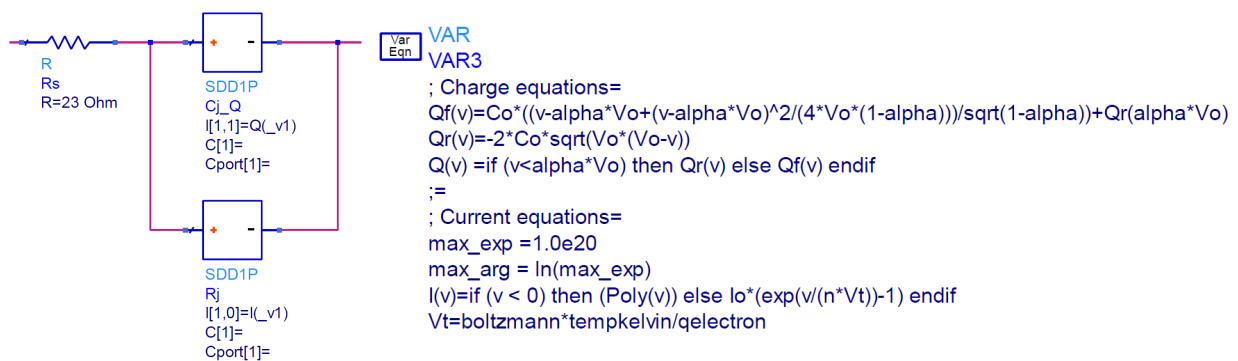 R
Rs
R=23 Ohm
+ -
SDD1P
Cj_Q
I[1,1]=Q(_v1)
C[1]=
Cport[1]=
+ -
SDD1P
Rj
I[1,0]=I(_v1)
C[1]=
Cport[1]=
Var
Eqn
VAR
VAR3
; Charge equations=
Qf(v)=Co*((v-alpha*Vo+(v-alpha*Vo)^2/(4*Vo*(1-alpha)))/sqrt(1-alpha))+Qr(alpha*Vo)
Qr(v)=-2*Co*sqrt(Vo*(Vo-v))
Q(v) =if (v<alpha*Vo) then Qr(v) else Qf(v) endif
;=
; Current equations=
max_exp =1.0e20
max_arg = ln(max_exp)
I(v)=if (v < 0) then (Poly(v)) else Io*(exp(v/(n*Vt))-1) endif
Vt=boltzmann*tempkelvin/qelectron